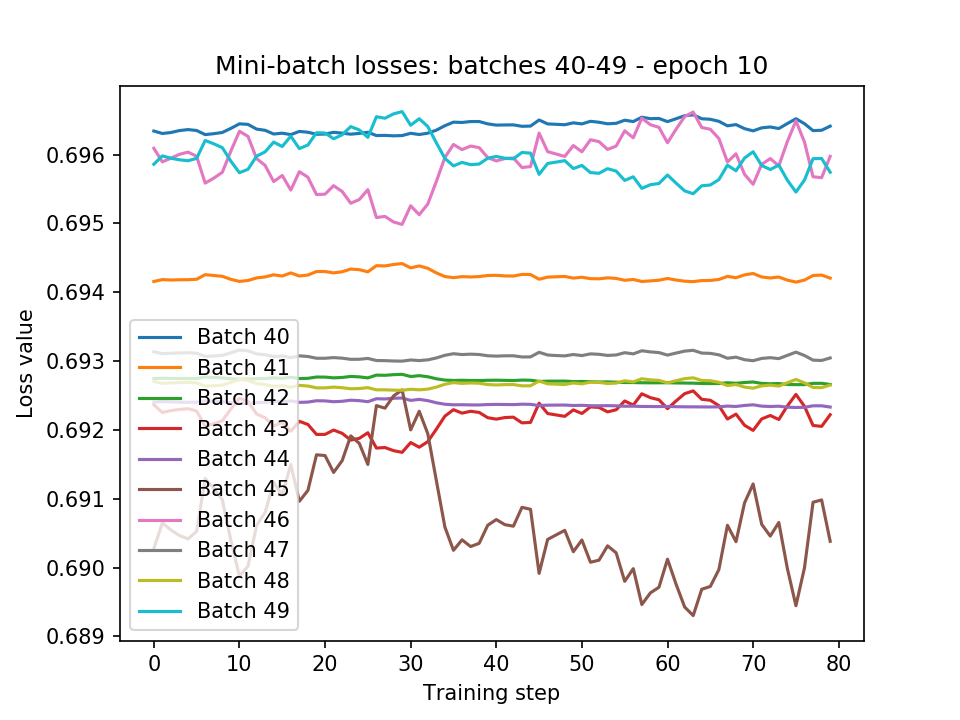 Mini-batch losses: batches 40-49 - epoch 10
Loss value
0.696
0.695
0.694
0.693
0.692
0.691
0.690
0.689
Batch 40
Batch 41
Batch 42
Batch 43
Batch 44
Batch 45
Batch 46
Batch 47
Batch 48
Batch 49
0 10 20 30 40 50 60 70 80
Training step